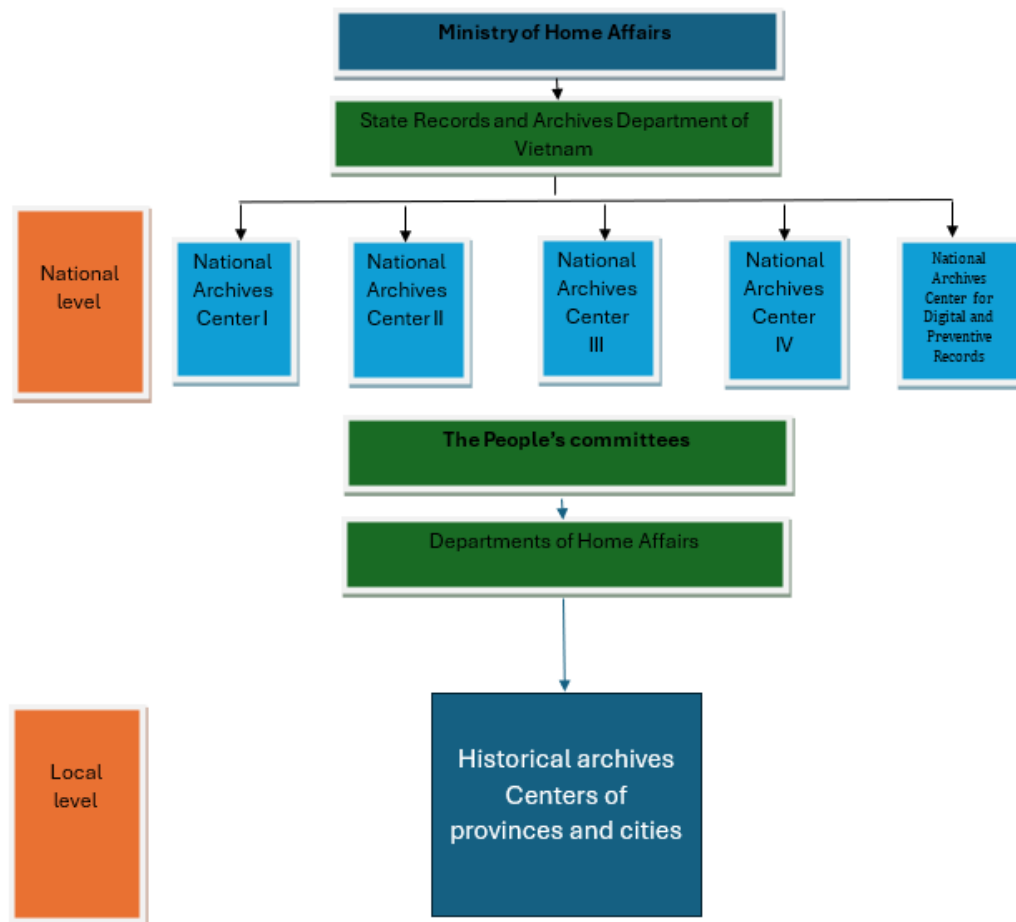 Ministry of Home Affairs
State Records and Archives Department of
Vietnam
National
level
National
Archives
Center I
National
Archives
Center II
National
Archives
Center
III
National
Archives
Center
IV
National
Archives
Center for
Digital and
Preventive
Records
The People's committees
Departments of Home Affairs
Local
level
Historical archives
Centers of
provinces and cities